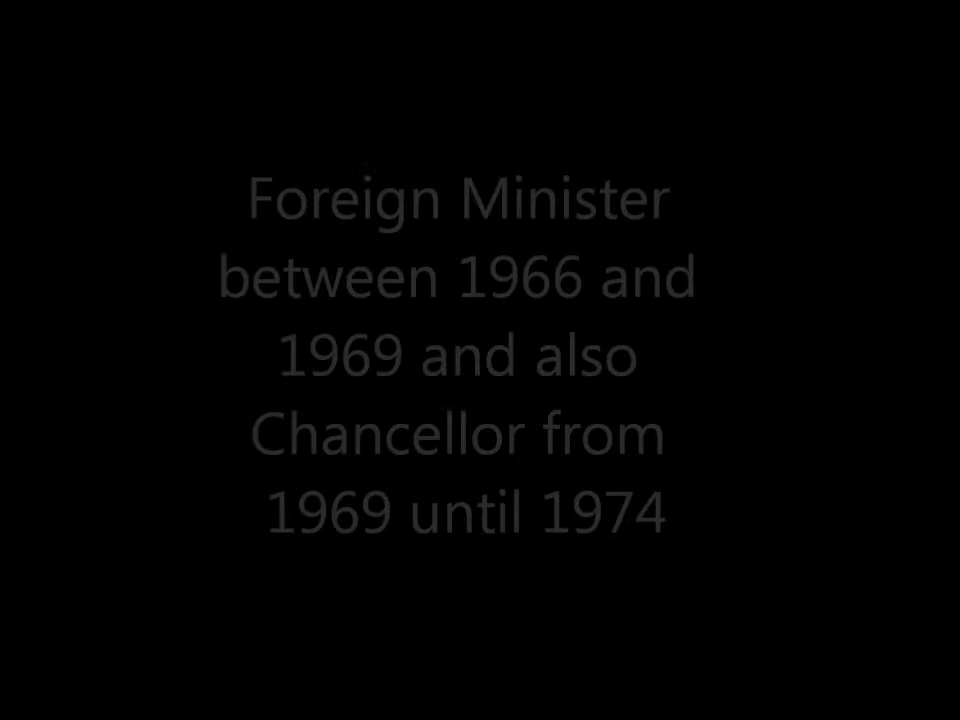 Foreign Minister
between 1966 and
1969 and also
Chancellor from
1969 until 1974